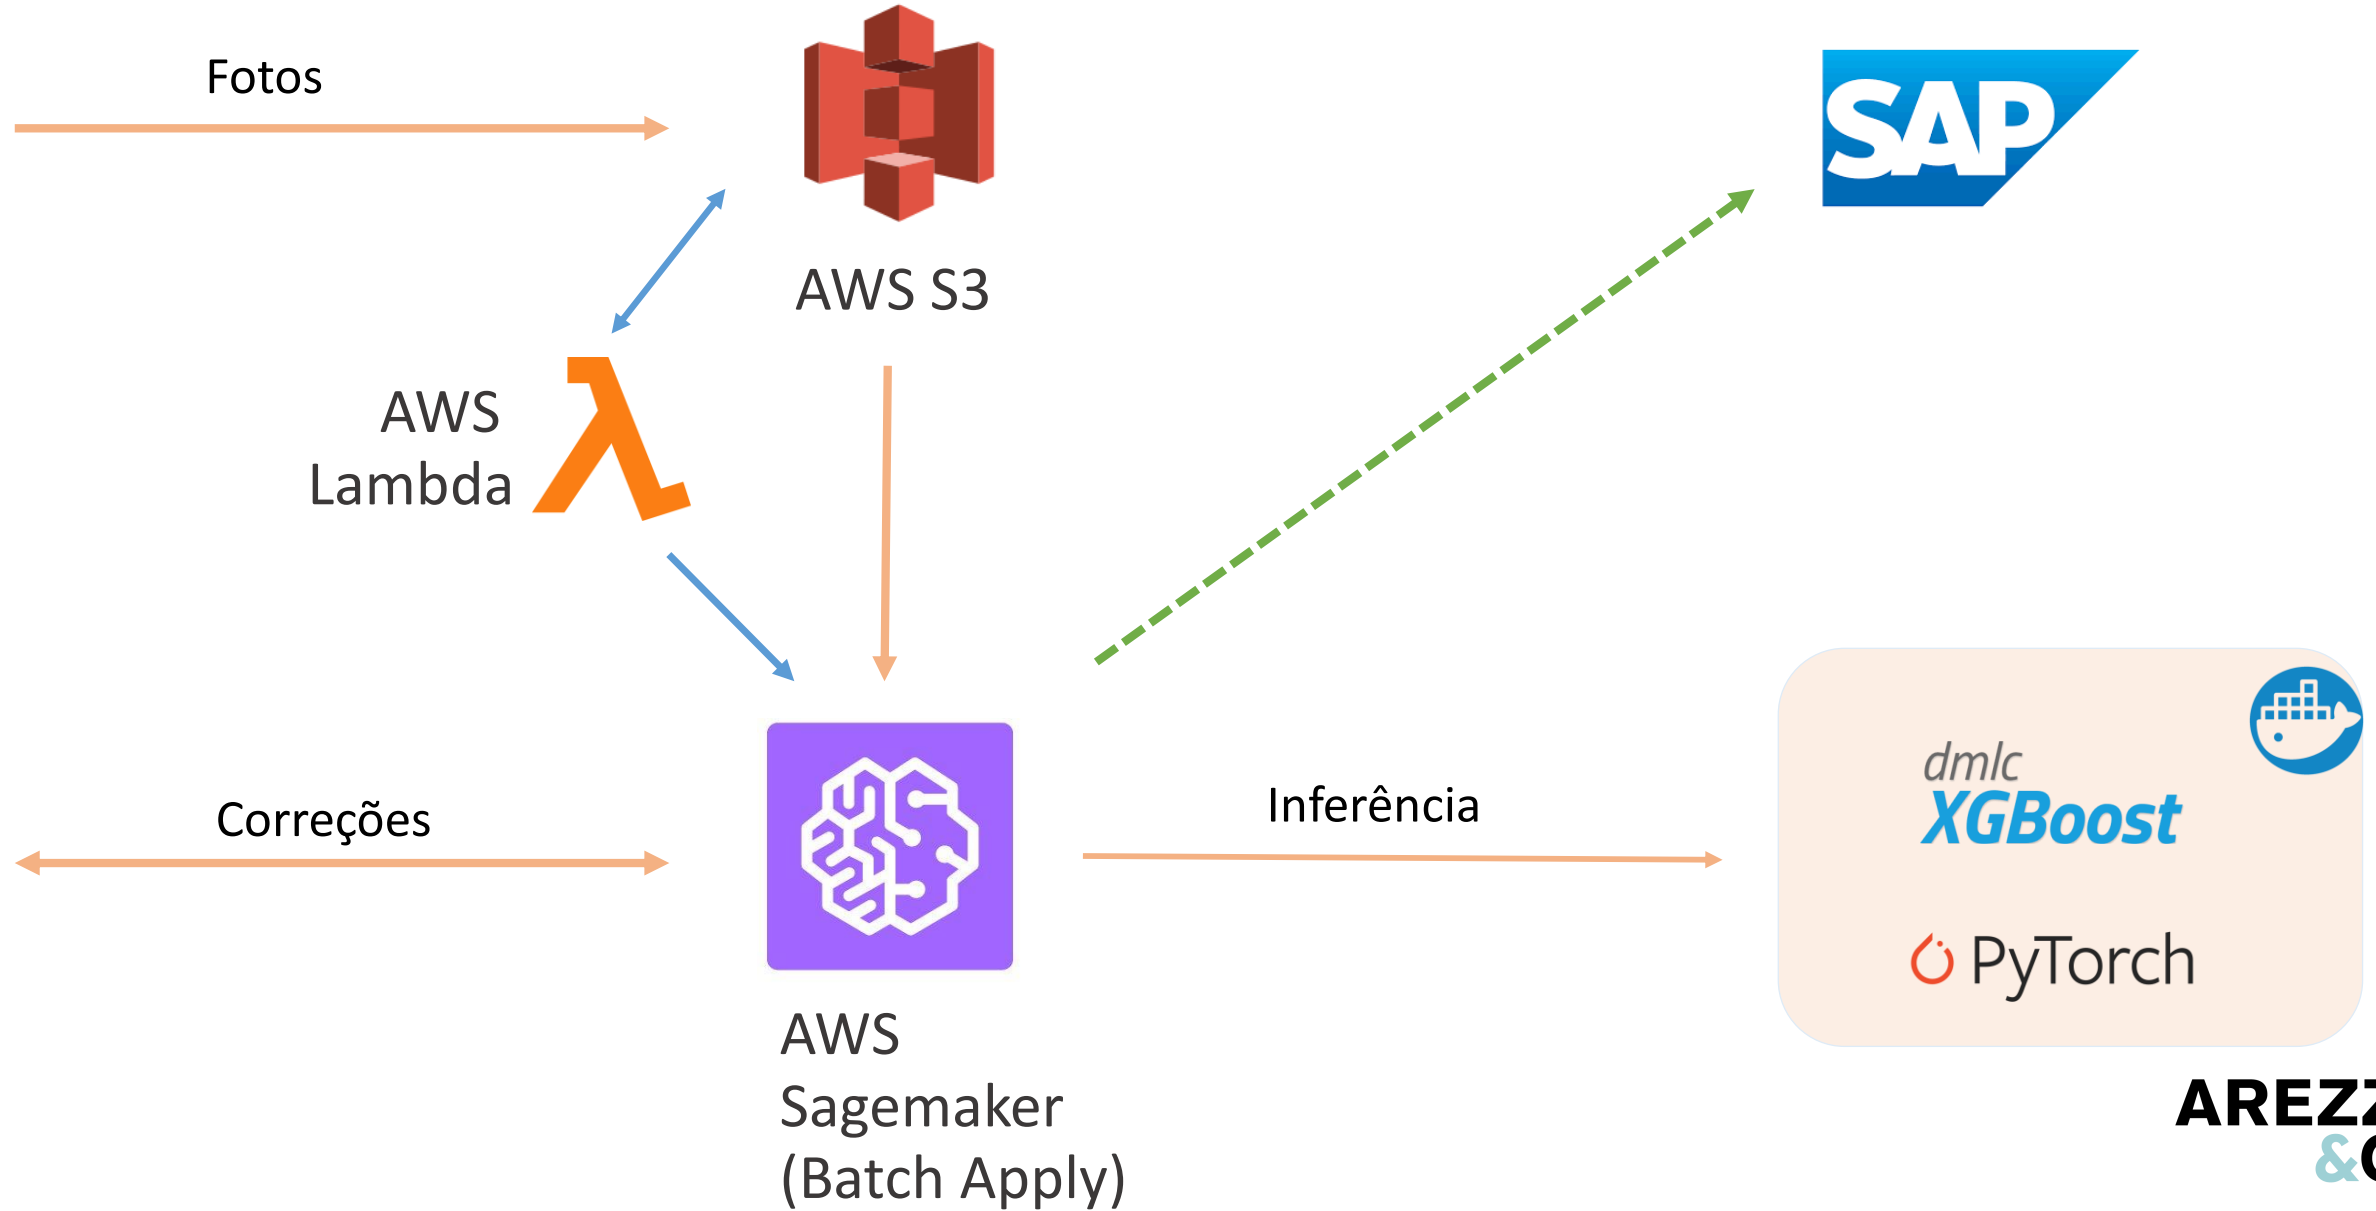 Fotos
SAP
AWS S3
AWS
Lambda
Correções
Inferência
dmlc
XGBoost
PyTorch
AWS
Sagemaker
(Batch Apply)
&